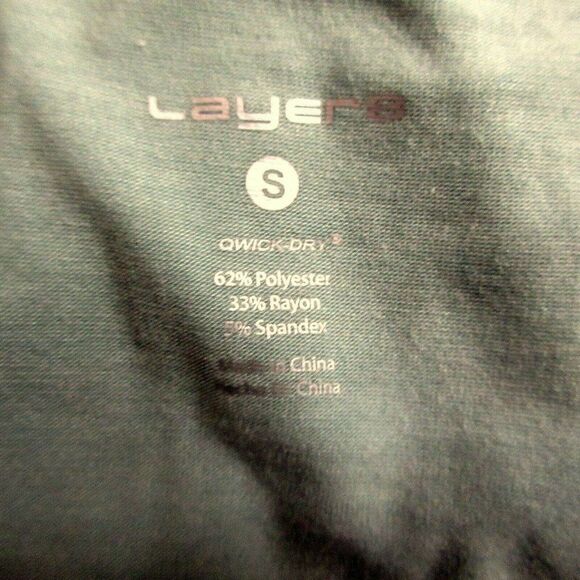 Layers
S
QWICK-DRY®
62% Polyester
33% Rayon
5% Spandex
Made in China
China